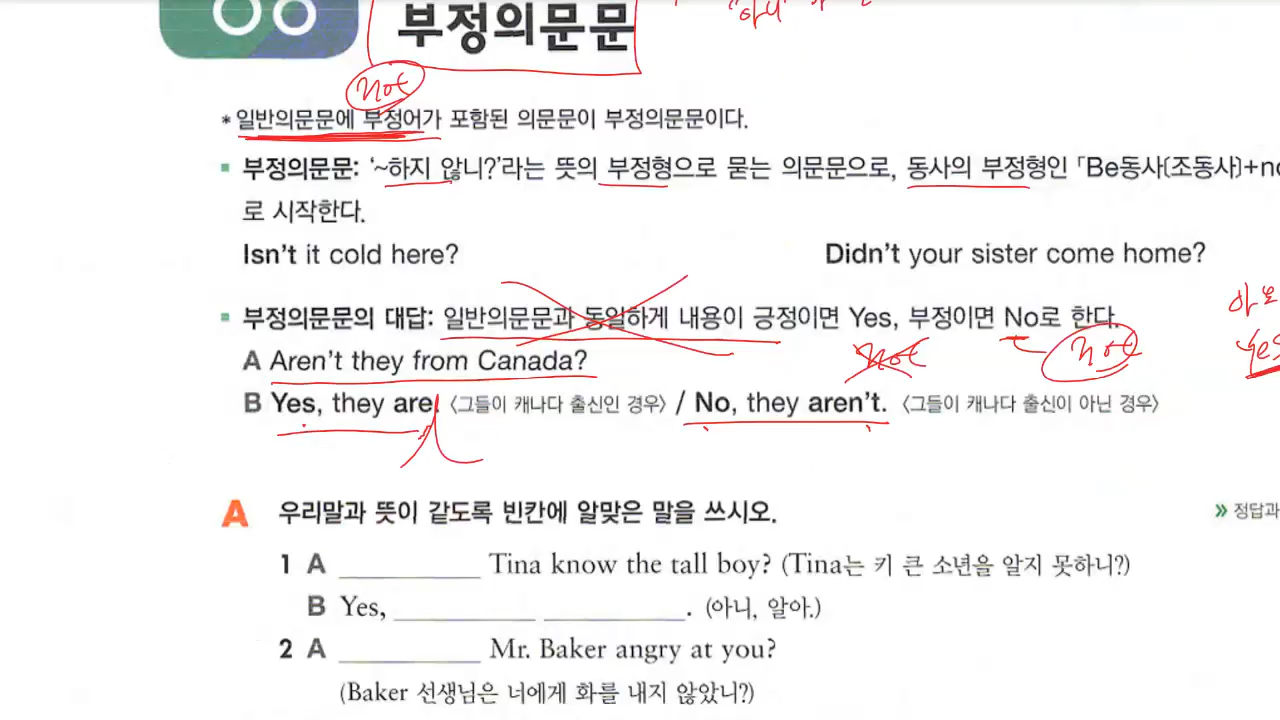 부정의문문
Not
* 일반의문문에 부정어가 포함된 의문문이 부정의문문이다.
부정의문문: ‘~하지 않니?’라는 뜻의 부정형으로 묻는 의문문으로, 동사의 부정형인 「Be동사(조동사)+no
로 시작한다.
Isn't it cold here? Didn't your sister come home?
부정의문문의 대답: 일반의문문과 동일하게 내용이 긍정이면 Yes, 부정이면 No로 한다.
Not Not
Yes
A Aren't they from Canada?
B Yes, they are. 〈그들이 캐나다 출신인 경우〉 / No, they aren't. 〈그들이 캐나다 출신이 아닌 경우〉
A 우리말과 뜻이 같도록 빈칸에 알맞은 말을 쓰시오.
» 정답과
1 A __________ Tina know the tall boy? (Tina는 키 큰 소년을 알지 못하니?)
B Yes, __________ __________. (아니, 알아.)
2 A __________ Mr. Baker angry at you?
(Baker 선생님은 너에게 화를 내지 않았니?)